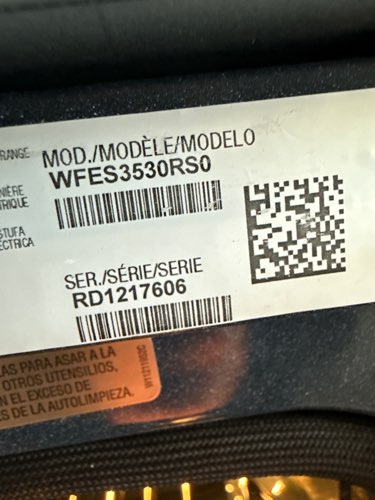 RANGE
MOD./MODÈLE/MODELO
WFES3530RS0
SER./SÉRIE/SERIE
RD1217606
NIÈRE
TRIQUE
STUFA
ÉCTRICA
LAS PARA ASAR A LA
OTROS UTENSILIOS,
N EL EXCESO DE
S DE LA AUTOLIMPIEZA.